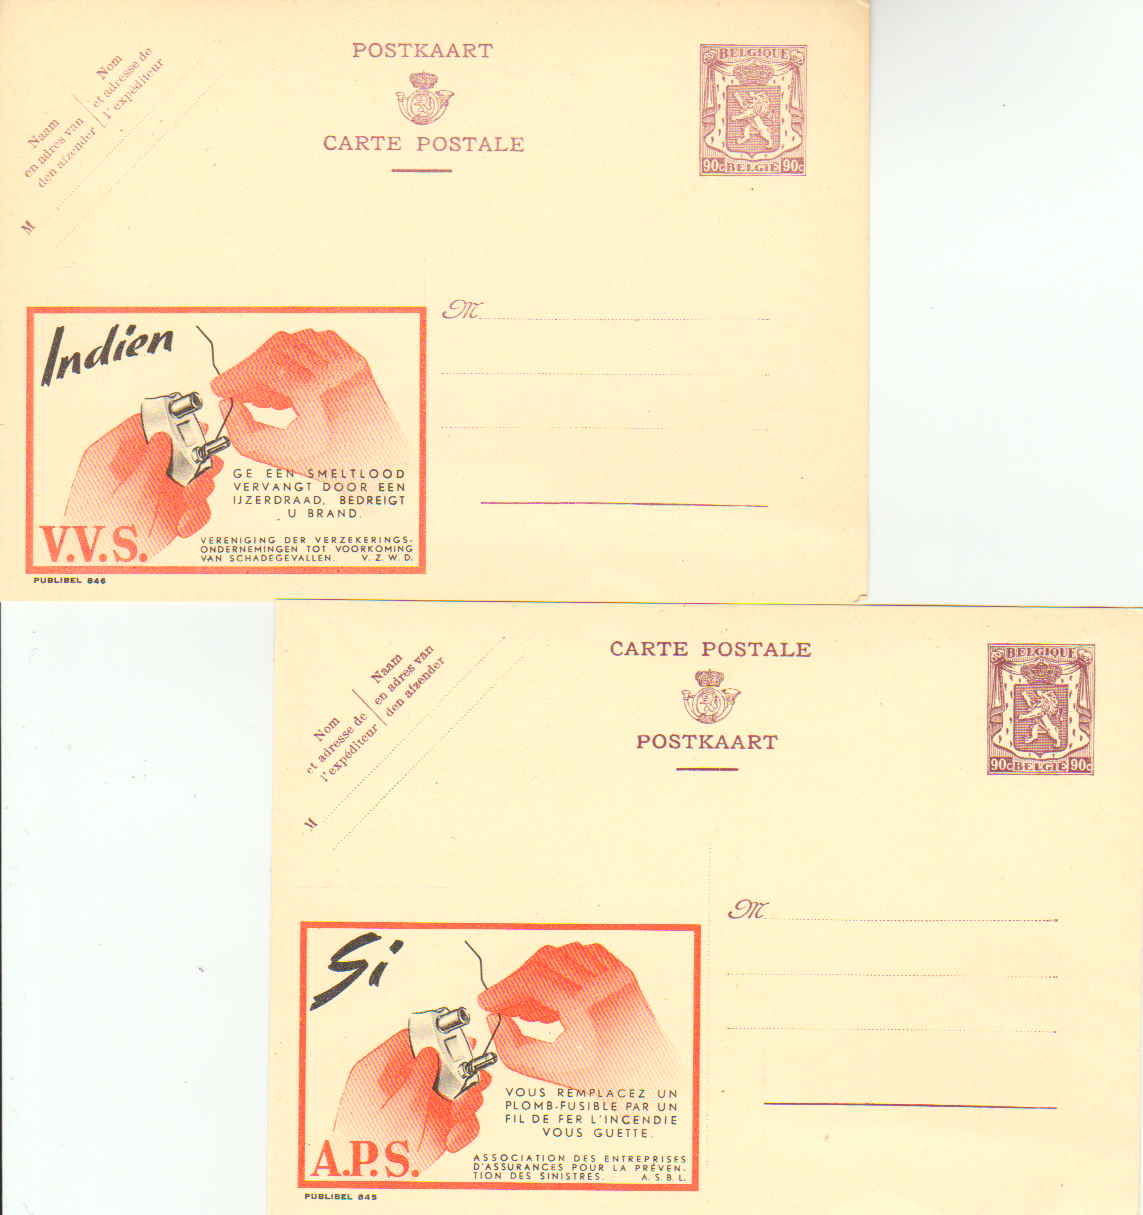 POSTKAART
CARTE POSTALE
Naam
en adres van
den afzender
Nom
et adresse de
l'expéditeur
M
BELGIQUE
90c BELGIE 90c
M
Indien
GE EEN SMELTLOOD
VERVANGT DOOR EEN
IJZERDRAAD, BEDREIGT
U BRAND.
V.V.S.
VERENIGING DER VERZEKERINGS-
ONDERNEMINGEN TOT VOORKOMING
VAN SCHADEGEVALLEN. V. Z. W. D.
PUBLIBEL 846
CARTE POSTALE
POSTKAART
Nom
et adresse de
l'expéditeur
Naam
en adres van
den afzender
M
BELGIQUE
90c BELGIE 90c
M
Si
VOUS REMPLACEZ UN
PLOMB-FUSIBLE PAR UN
FIL DE FER L'INCENDIE
VOUS GUETTE.
A.P.S.
ASSOCIATION DES ENTREPRISES
D'ASSURANCES POUR LA PRÉVEN-
TION DES SINISTRES. A. S. B. L.
PUBLIBEL 845